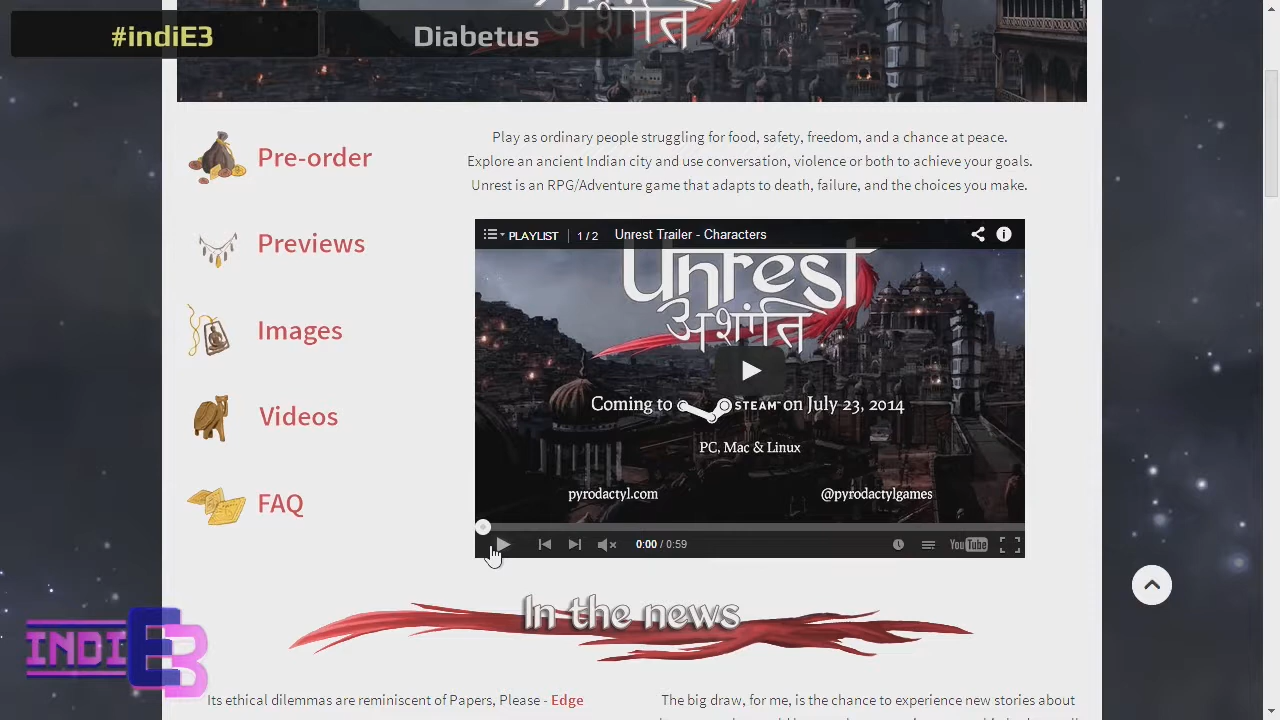 #indiE3
Diabetus
शांति
Pre-order
Previews
Images
Videos
FAQ
Play as ordinary people struggling for food, safety, freedom, and a chance at peace.
Explore an ancient Indian city and use conversation, violence or both to achieve your goals.
Unrest is an RPG/Adventure game that adapts to death, failure, and the choices you make.
PLAYLIST 1 / 2 Unrest Trailer - Characters
Unrest
अशांति
Coming to STEAM™ on July 23, 2014
PC, Mac & Linux
pyrodactyl.com
@pyrodactylgames
0:00 / 0:59
YouTube
In the news
INDIE3
Its ethical dilemmas are reminiscent of Papers, Please - Edge
The big draw, for me, is the chance to experience new stories about